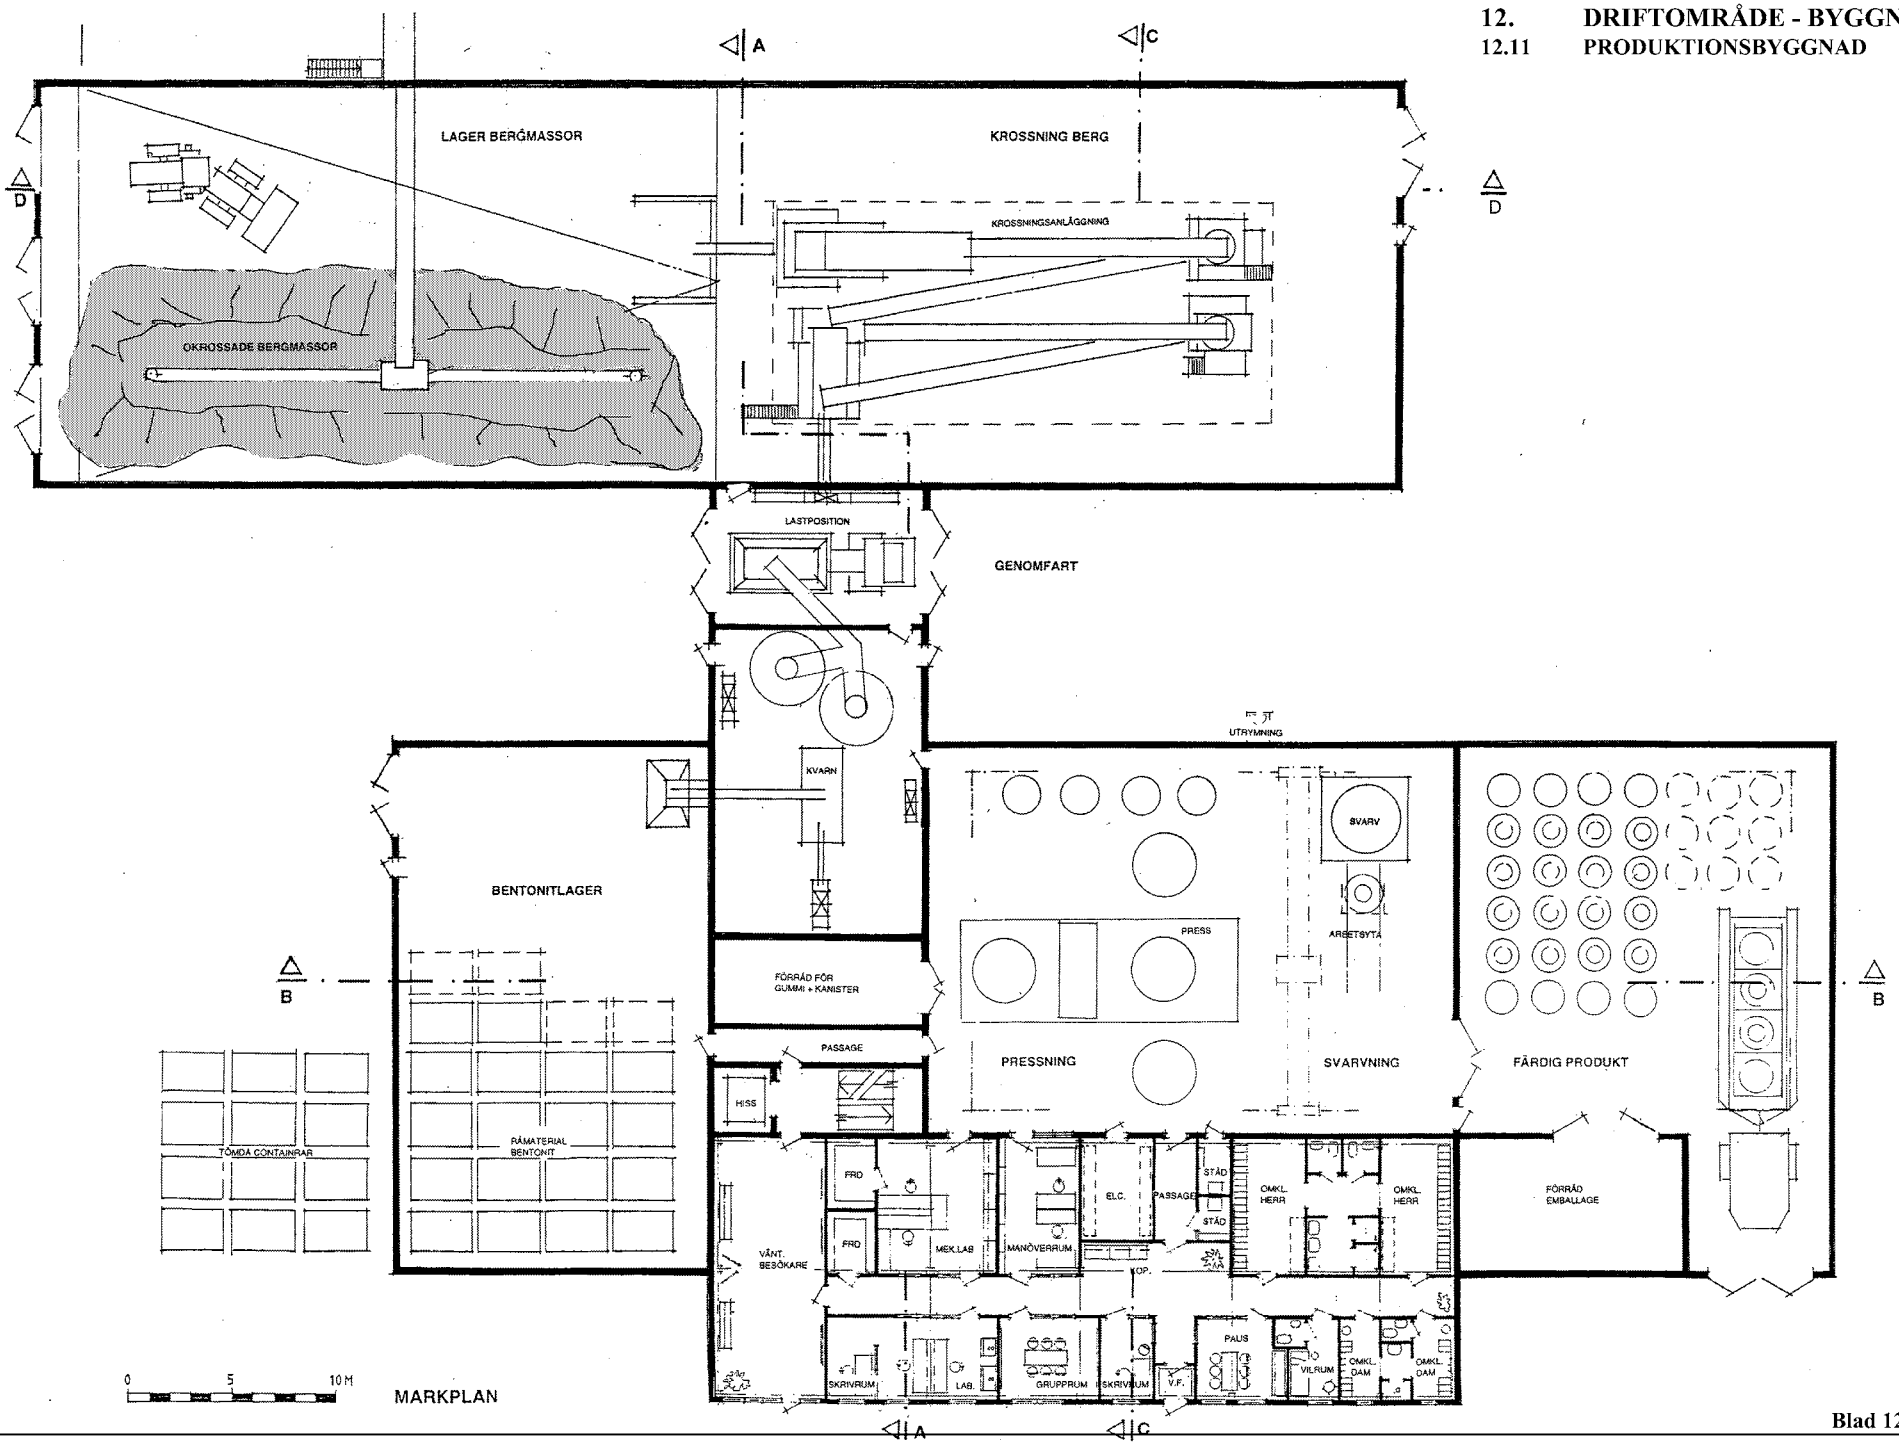 12. DRIFTOMRÅDE - BYGGN
12.11 PRODUKTIONSBYGGNAD
A
C
LAGER BERGMASSOR
KROSSNING BERG
D
D
KROSSNINGSANLÄGGNING
OKROSSADE BERGMASSOR
LASTPOSITION
GENOMFART
UTRYMNING
KVARN
SVARV
BENTONITLAGER
PRESS
ARBETSYTA
B
FÖRRÅD FÖR
GUMMI + KANISTER
B
PASSAGE
PRESSNING
SVARVNING
FÄRDIG PRODUKT
HISS
RÅMATERIAL
BENTONIT
TÖMDA CONTAINRAR
FRD
ELC.
PASSAGE
STÄD
OMKL.
HERR
OMKL.
HERR
FÖRRÅD
EMBALLAGE
STÄD
VÄNT.
BESÖKARE
FRD
MEK.LAB
MANÖVERRUM
KOP.
PAUS
SKRIVRUM
LAB.
GRUPPRUM
SKRIVRUM
V.F.
VILRUM
OMKL.
DAM
OMKL.
DAM
0 5 10 M
MARKPLAN
A
C
Blad 12